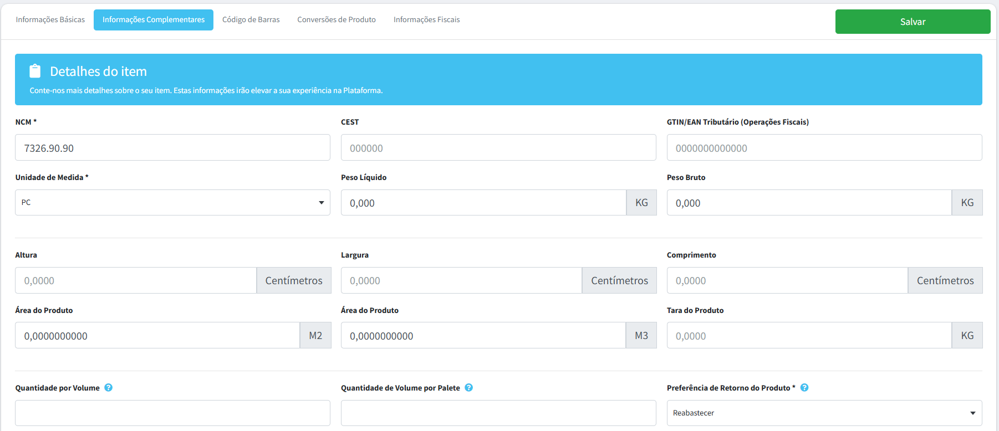 Informações Básicas
Informações Complementares
Código de Barras
Conversões de Produto
Informações Fiscais
Salvar
Detalhes do item
Conte-nos mais detalhes sobre o seu item. Estas informações irão elevar a sua experiência na Plataforma.
NCM *
CEST
GTIN/EAN Tributário (Operações Fiscais)
7326.90.90
000000
0000000000000
Unidade de Medida *
Peso Líquido
Peso Bruto
PC
0,000
KG
0,000
KG
Altura
Largura
Comprimento
0,0000
Centímetros
0,0000
Centímetros
0,0000
Centímetros
Área do Produto
Área do Produto
Tara do Produto
0,0000000000
M2
0,0000000000
M3
0,0000
KG
Quantidade por Volume ?
Quantidade de Volume por Palete ?
Preferência de Retorno do Produto * ?
Reabastecer